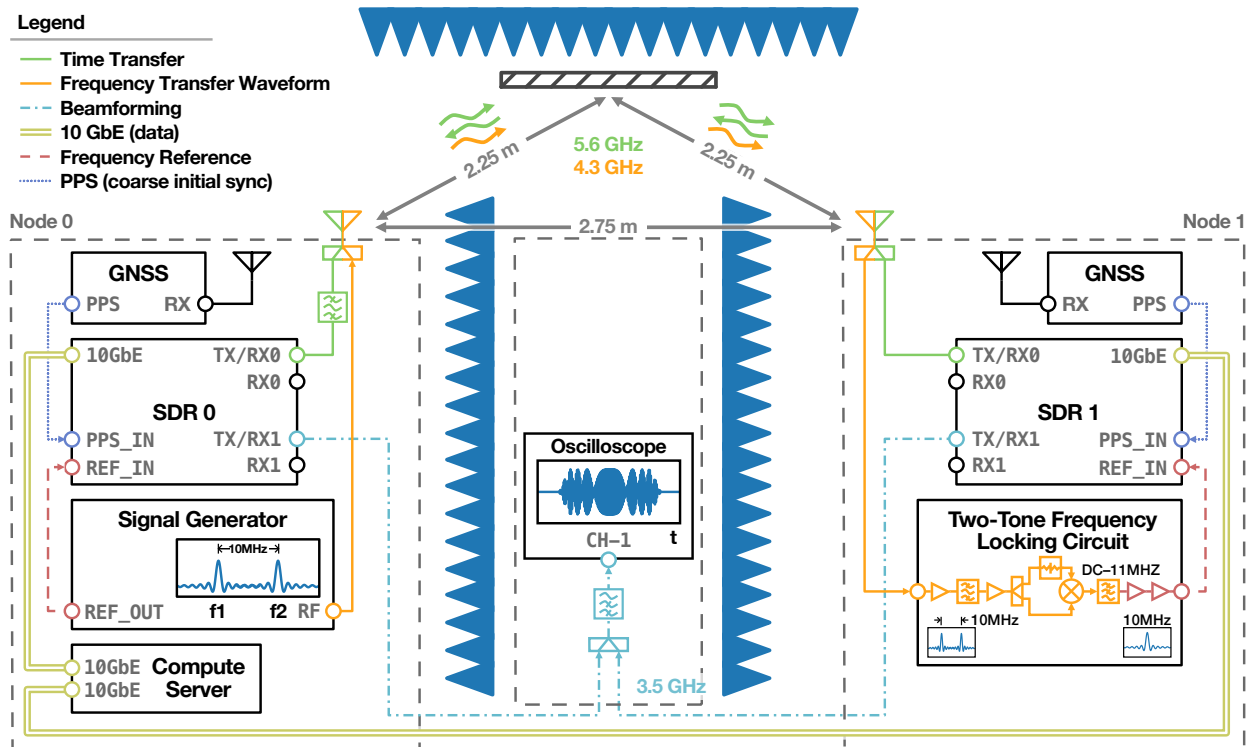 Legend
Time Transfer
Frequency Transfer Waveform
Beamforming
10 GbE (data)
Frequency Reference
PPS (coarse initial sync)
5.6 GHz
4.3 GHz
2.25 m
2.25 m
2.75 m
Node 0
GNSS
PPS
RX
10GbE
TX/RX0
RX0
SDR 0
PPS_IN
TX/RX1
REF_IN
RX1
Signal Generator
10MHz
f1
f2
REF_OUT
RF
10GbE
10GbE
Compute
Server
Oscilloscope
t
CH-1
3.5 GHz
Node 1
GNSS
RX
PPS
TX/RX0
10GbE
RX0
SDR 1
TX/RX1
PPS_IN
RX1
REF_IN
Two-Tone Frequency
Locking Circuit
DC–11MHZ
10MHz
10MHz